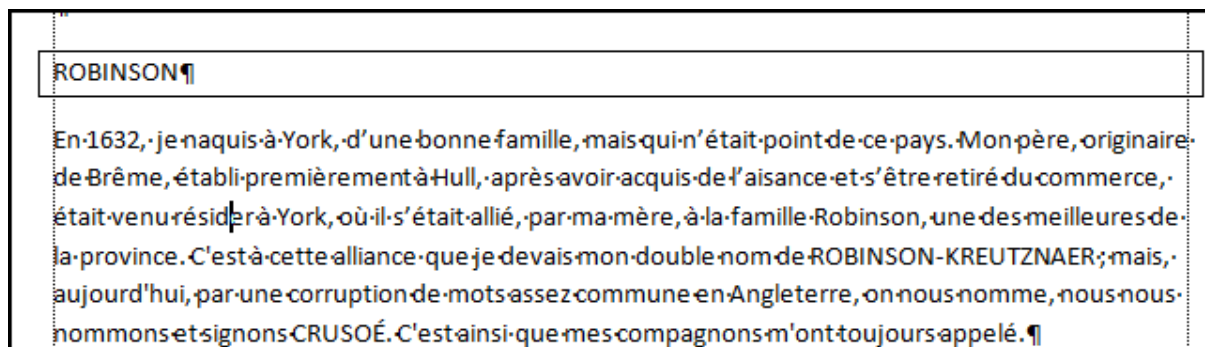 ROBINSON¶
En·1632,·je·naquis·à·York,·d’une·bonne·famille,·mais·qui·n’était·point·de·ce·pays.·Mon·père,·originaire·
de·Brême,·établi·premièrement·à·Hull,·après·avoir·acquis·de·l’aisance·et·s’être·retiré·du·commerce,·
était·venu·résider·à·York,·où·il·s’était·allié,·par·ma·mère,·à·la·famille·Robinson,·une·des·meilleures·de·
la·province.·C'est·à·cette·alliance·que·je·devais·mon·double·nom·de·ROBINSON-KREUTZNAER·;·mais,·
aujourd'hui,·par·une·corruption·de·mots·assez·commune·en·Angleterre,·on·nous·nomme,·nous·nous·
nommons·et·signons·CRUSOÉ.·C'est·ainsi·que·mes·compagnons·m'ont·toujours·appelé.¶